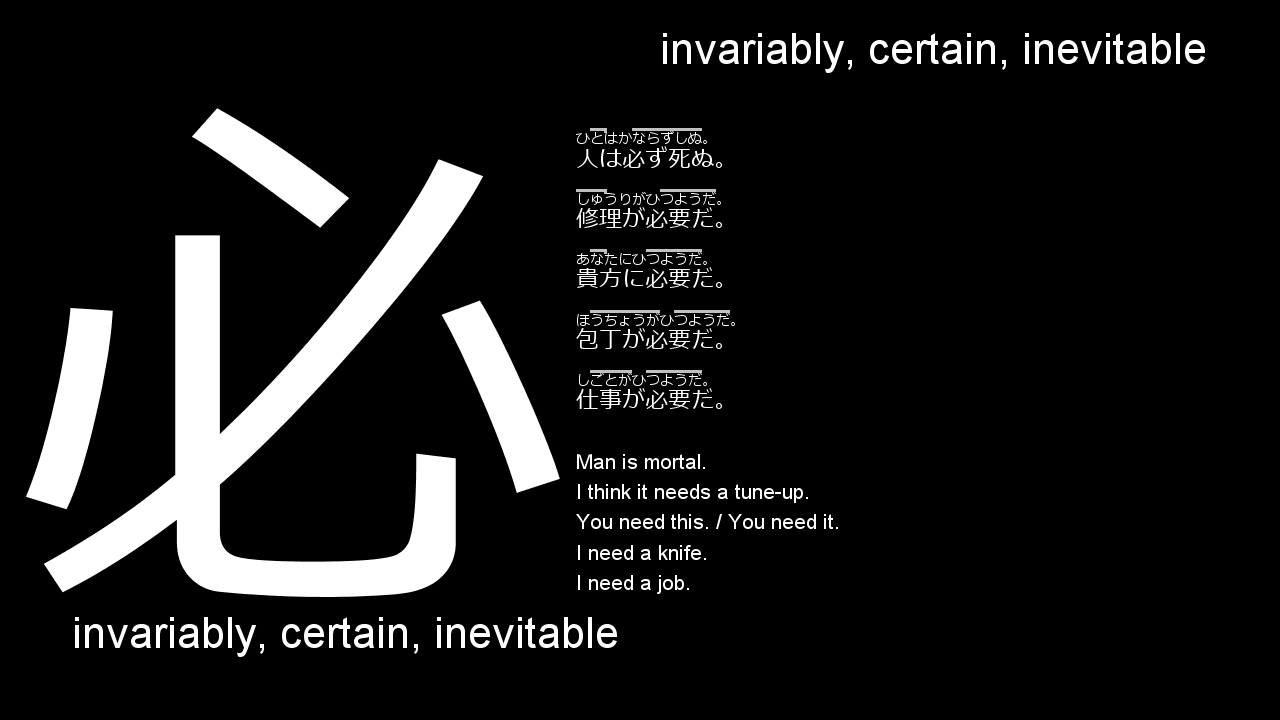 invariably, certain, inevitable
必
ひとはかならずしぬ。
人は必ず死ぬ。
しゅうりがひつようだ。
修理が必要だ。
あなたにひつようだ。
貴方に必要だ。
ほうちょうがひつようだ。
包丁が必要だ。
しごとがひつようだ。
仕事が必要だ。
Man is mortal.
I think it needs a tune-up.
You need this. / You need it.
I need a knife.
I need a job.
invariably, certain, inevitable